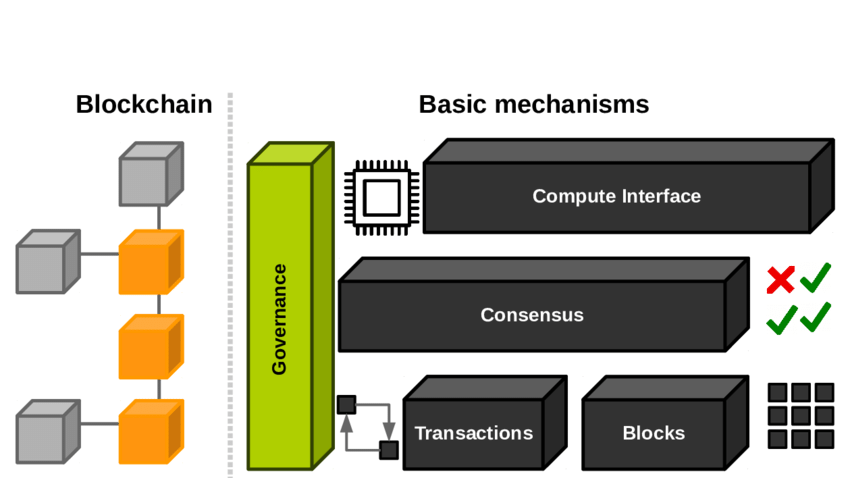 Blockchain
Basic mechanisms
Governance
Compute Interface
Consensus
Transactions
Blocks